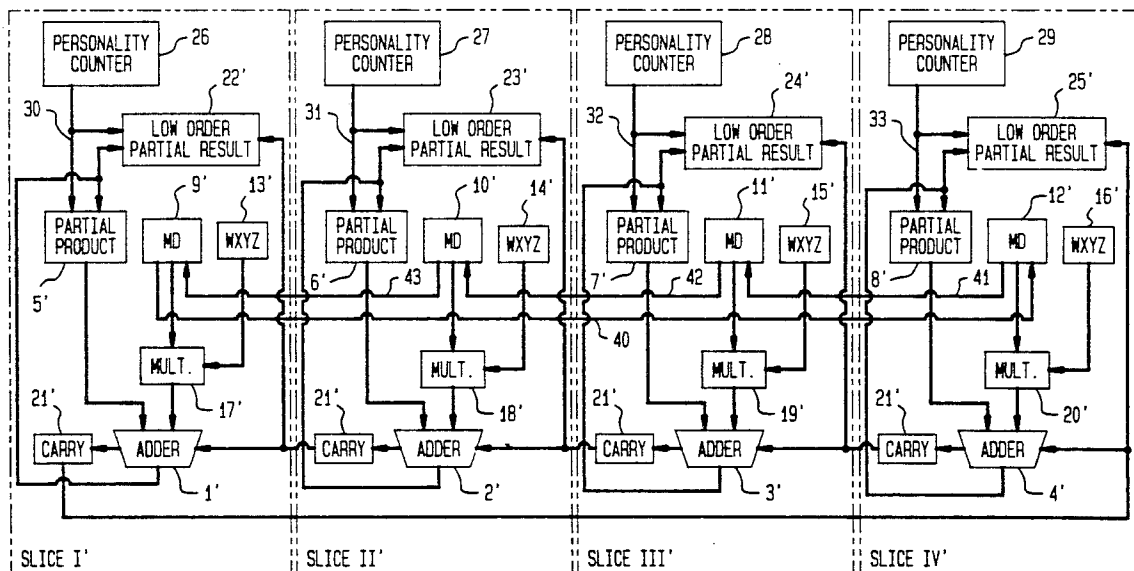 PERSONALITY
COUNTER
26
22'
30
LOW ORDER
PARTIAL RESULT
9'
13'
PARTIAL
PRODUCT
5'
MD
WXYZ
MULT.
17'
21'
CARRY
ADDER
1'
SLICE I'
PERSONALITY
COUNTER
27
23'
31
LOW ORDER
PARTIAL RESULT
10'
14'
PARTIAL
PRODUCT
6'
43
MD
WXYZ
MULT.
18'
21'
CARRY
ADDER
2'
SLICE II'
PERSONALITY
COUNTER
28
24'
32
LOW ORDER
PARTIAL RESULT
11'
15'
PARTIAL
PRODUCT
7'
42
40
MD
WXYZ
MULT.
19'
21'
CARRY
ADDER
3'
SLICE III'
PERSONALITY
COUNTER
29
25'
33
LOW ORDER
PARTIAL RESULT
12'
16'
PARTIAL
PRODUCT
8'
41
MD
WXYZ
MULT.
20'
21'
CARRY
ADDER
4'
SLICE IV'